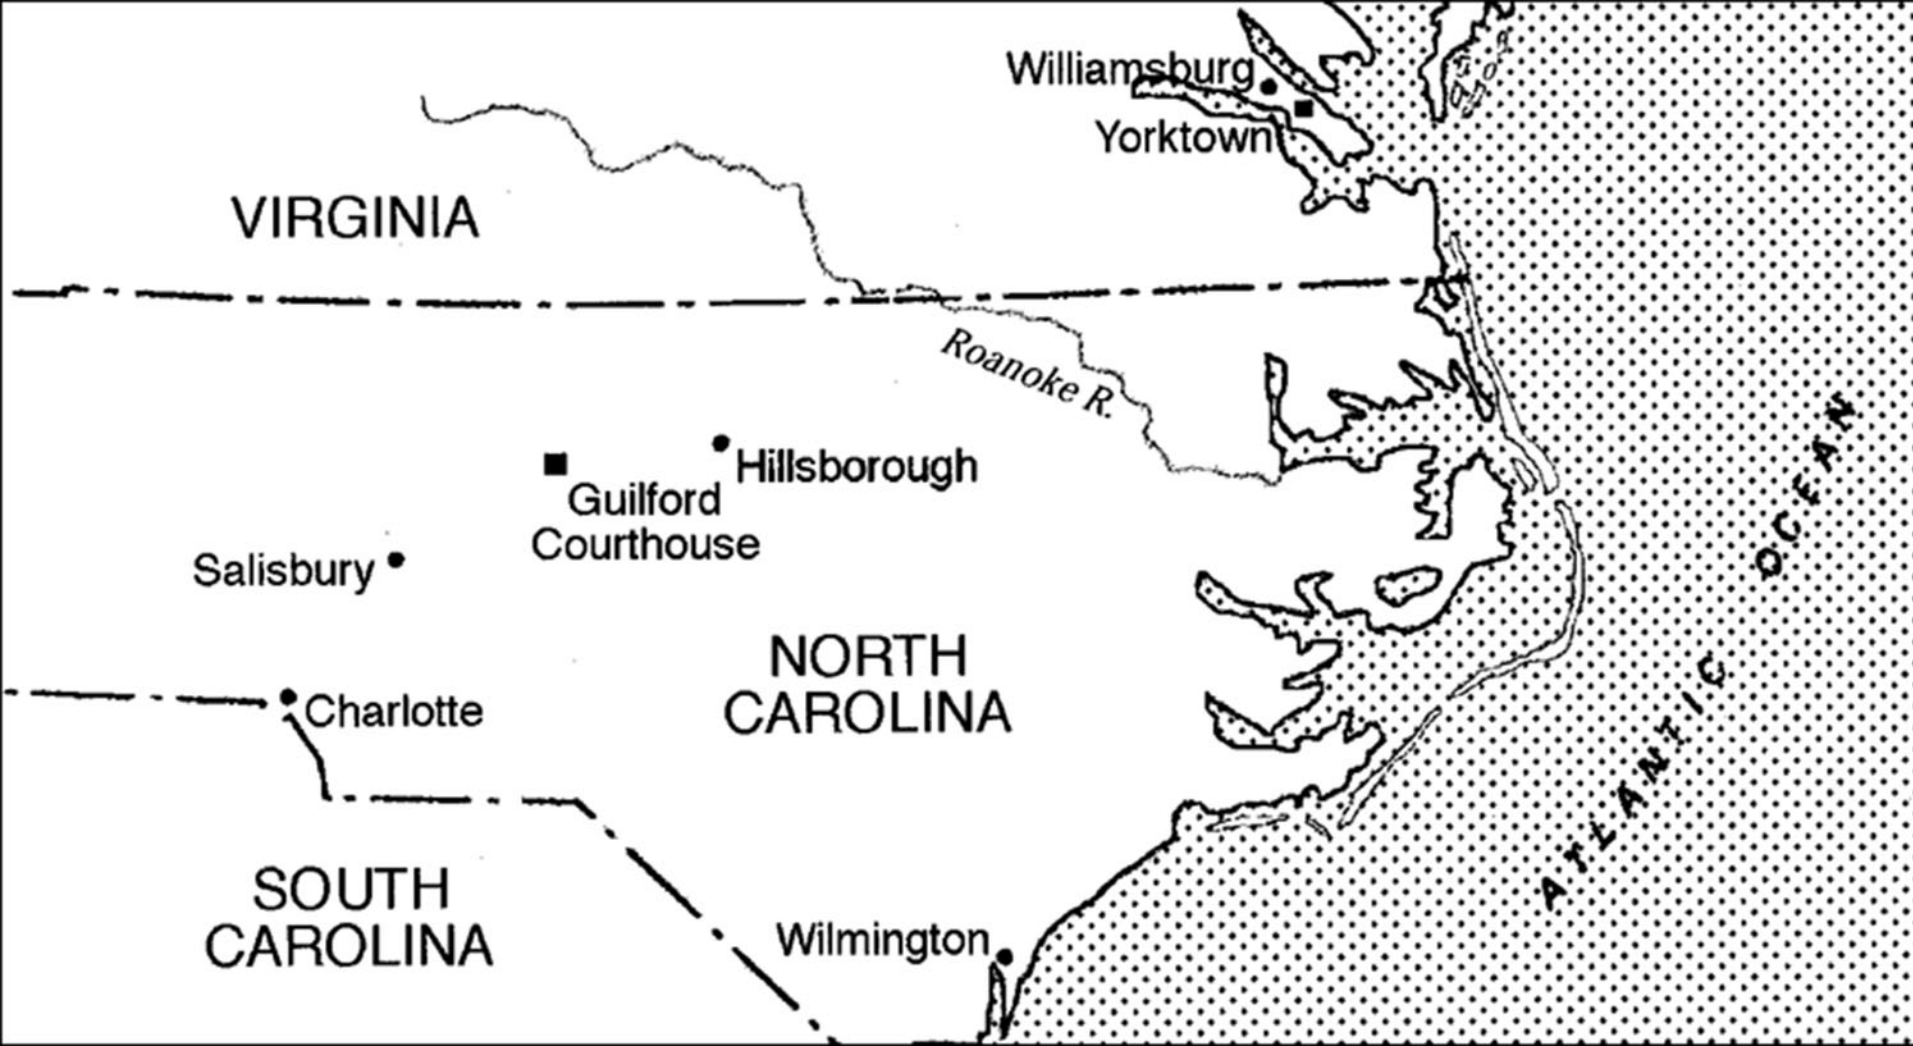 Williamsburg
Yorktown
VIRGINIA
Roanoke R.
Hillsborough
Guilford
Courthouse
Salisbury
NORTH
CAROLINA
Charlotte
SOUTH
CAROLINA
Wilmington
ATLANTIC OCEAN